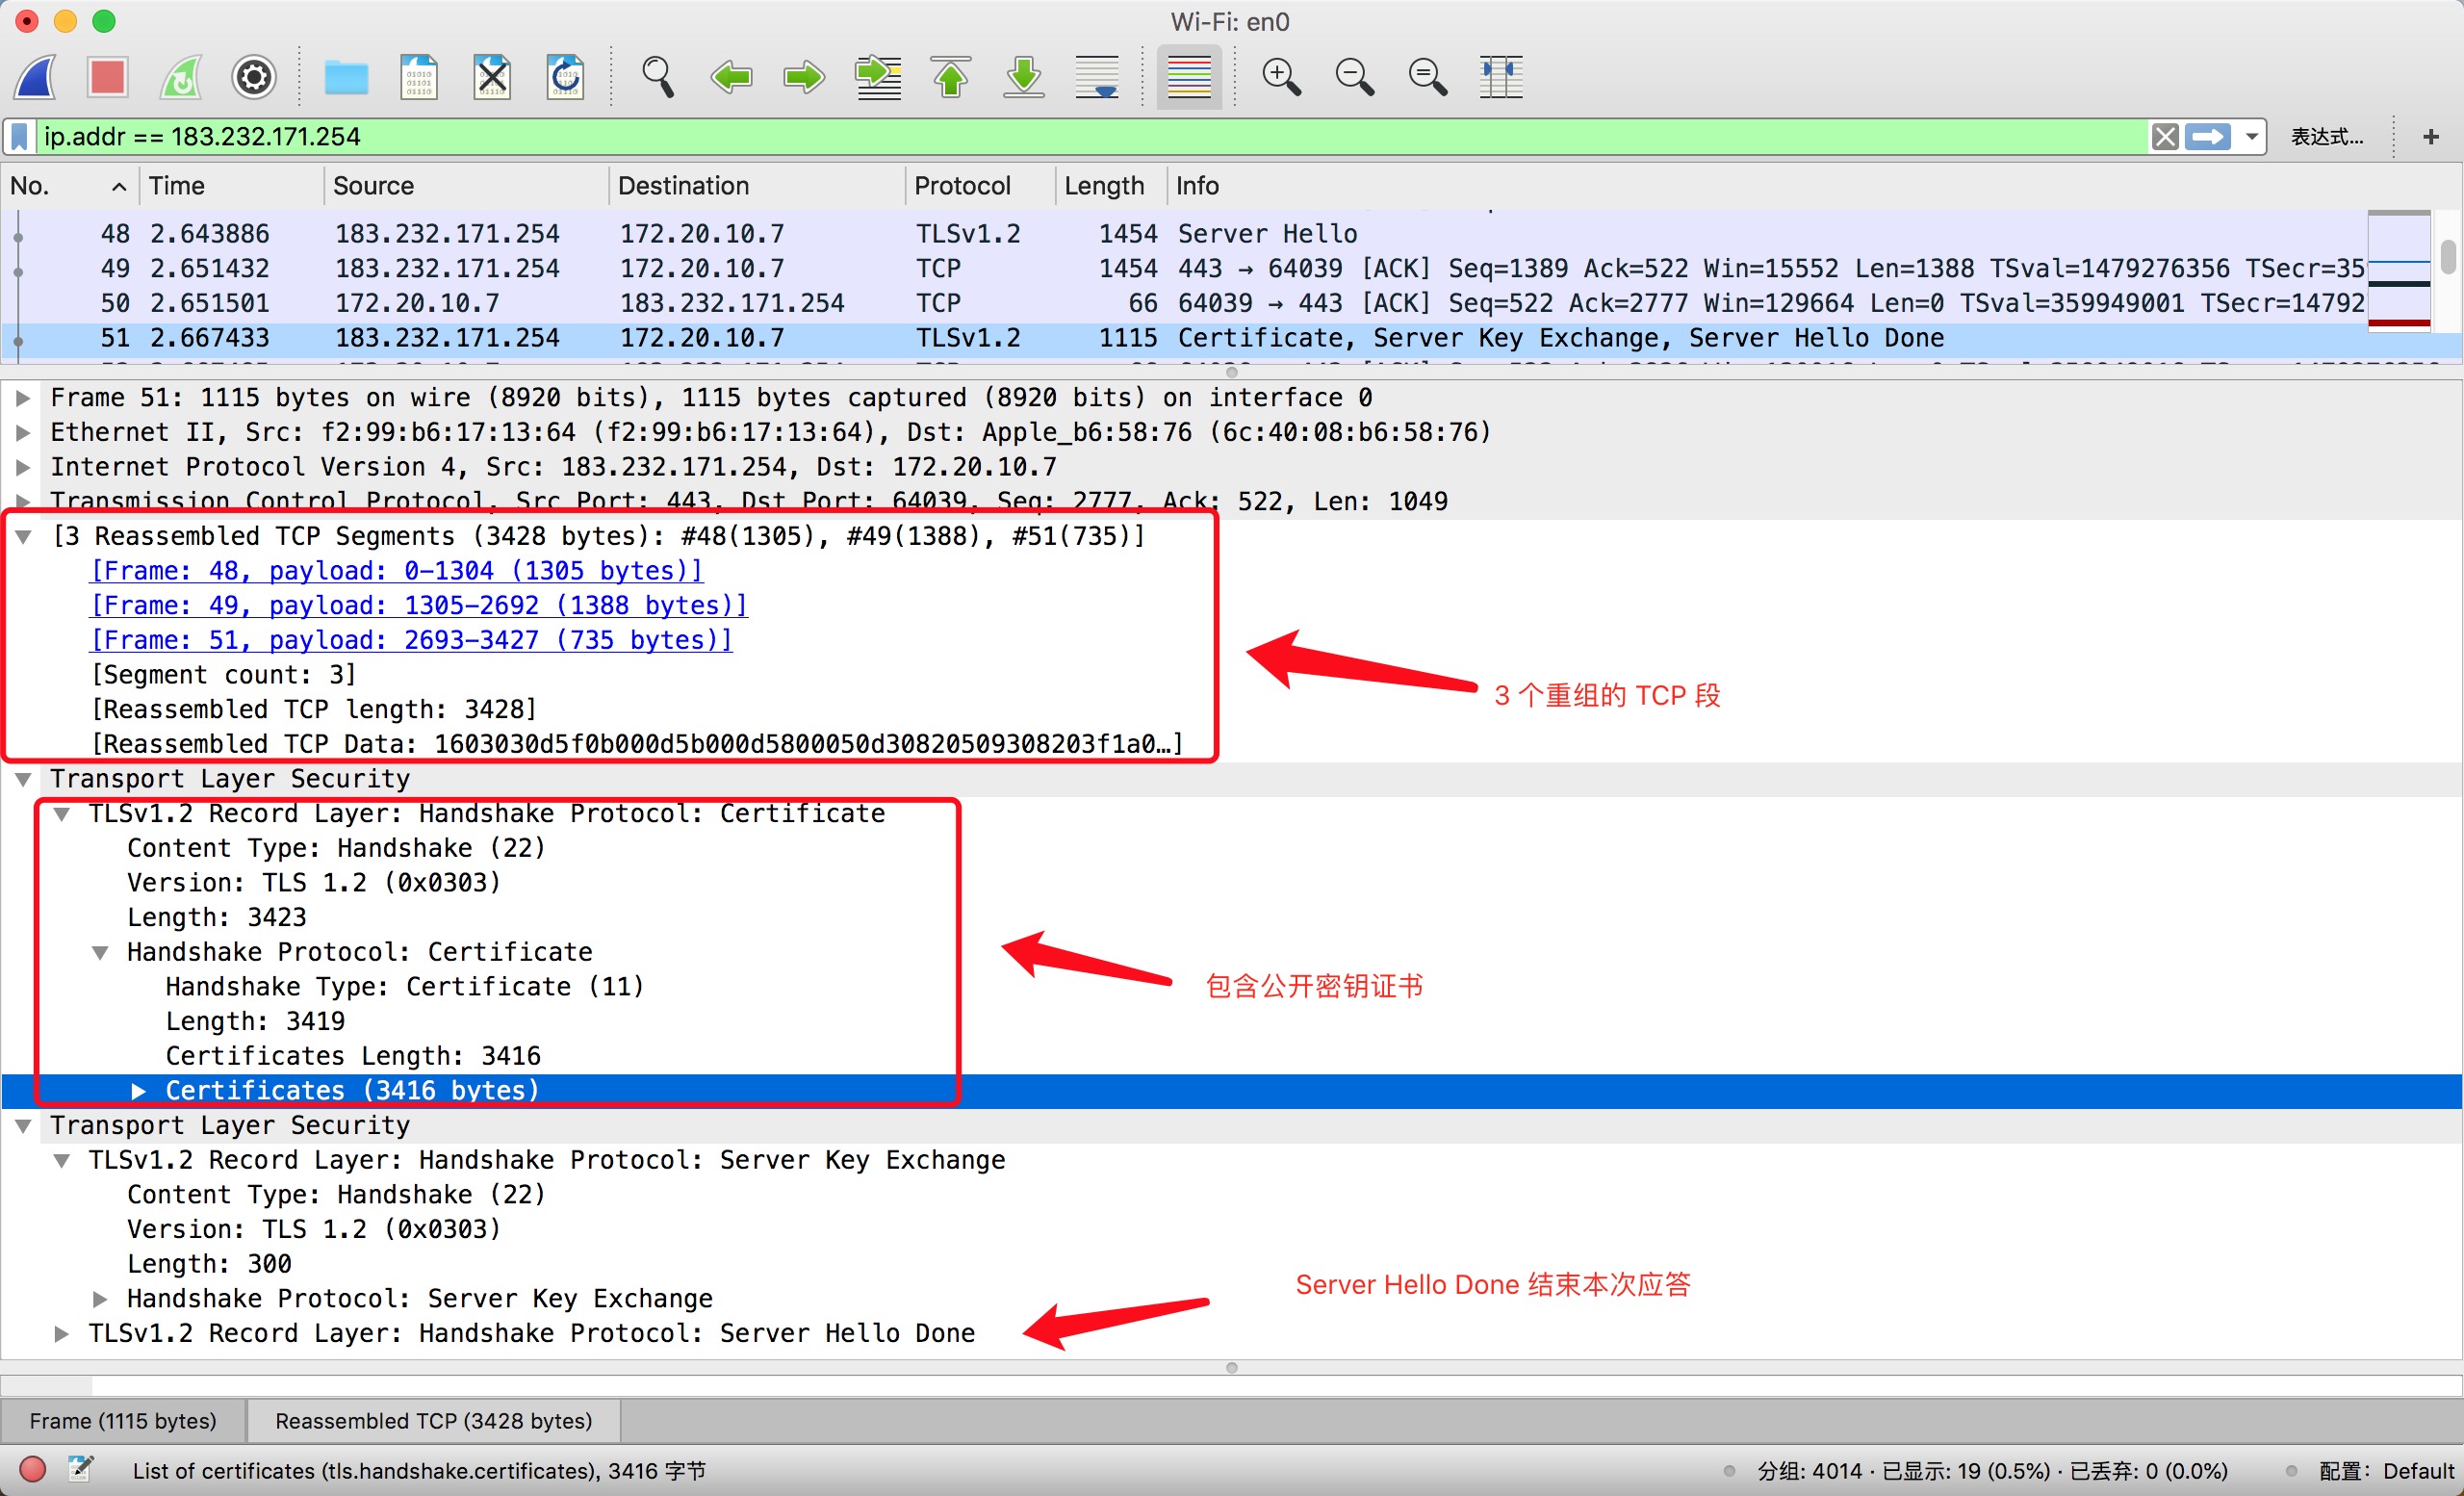 Wi-Fi: en0
ip.addr == 183.232.171.254
表达式...
+
No. Time Source Destination Protocol Length Info
48 2.643886 183.232.171.254 172.20.10.7 TLSv1.2 1454 Server Hello
49 2.651432 183.232.171.254 172.20.10.7 TCP 1454 443 → 64039 [ACK] Seq=1389 Ack=522 Win=15552 Len=1388 TSval=1479276356 TSecr=35
50 2.651501 172.20.10.7 183.232.171.254 TCP 66 64039 → 443 [ACK] Seq=522 Ack=2777 Win=129664 Len=0 TSval=359949001 TSecr=14792
51 2.667433 183.232.171.254 172.20.10.7 TLSv1.2 1115 Certificate, Server Key Exchange, Server Hello Done
Frame 51: 1115 bytes on wire (8920 bits), 1115 bytes captured (8920 bits) on interface 0
Ethernet II, Src: f2:99:b6:17:13:64 (f2:99:b6:17:13:64), Dst: Apple_b6:58:76 (6c:40:08:b6:58:76)
Internet Protocol Version 4, Src: 183.232.171.254, Dst: 172.20.10.7
Transmission Control Protocol, Src Port: 443, Dst Port: 64039, Seq: 2777, Ack: 522, Len: 1049
[3 Reassembled TCP Segments (3428 bytes): #48(1305), #49(1388), #51(735)]
[Frame: 48, payload: 0-1304 (1305 bytes)]
[Frame: 49, payload: 1305-2692 (1388 bytes)]
[Frame: 51, payload: 2693-3427 (735 bytes)]
[Segment count: 3]
3 个重组的 TCP 段
[Reassembled TCP length: 3428]
[Reassembled TCP Data: 1603030d5f0b000d5b000d5800050d30820509308203f1a0…]
Transport Layer Security
TLSv1.2 Record Layer: Handshake Protocol: Certificate
Content Type: Handshake (22)
Version: TLS 1.2 (0x0303)
Length: 3423
Handshake Protocol: Certificate
Handshake Type: Certificate (11)
包含公开密钥证书
Length: 3419
Certificates Length: 3416
Certificates (3416 bytes)
Transport Layer Security
TLSv1.2 Record Layer: Handshake Protocol: Server Key Exchange
Content Type: Handshake (22)
Version: TLS 1.2 (0x0303)
Length: 300
Server Hello Done 结束本次应答
Handshake Protocol: Server Key Exchange
TLSv1.2 Record Layer: Handshake Protocol: Server Hello Done
Frame (1115 bytes) Reassembled TCP (3428 bytes)
List of certificates (tls.handshake.certificates), 3416 字节
分组: 4014 · 已显示: 19 (0.5%) · 已丢弃: 0 (0.0%)
配置: Default